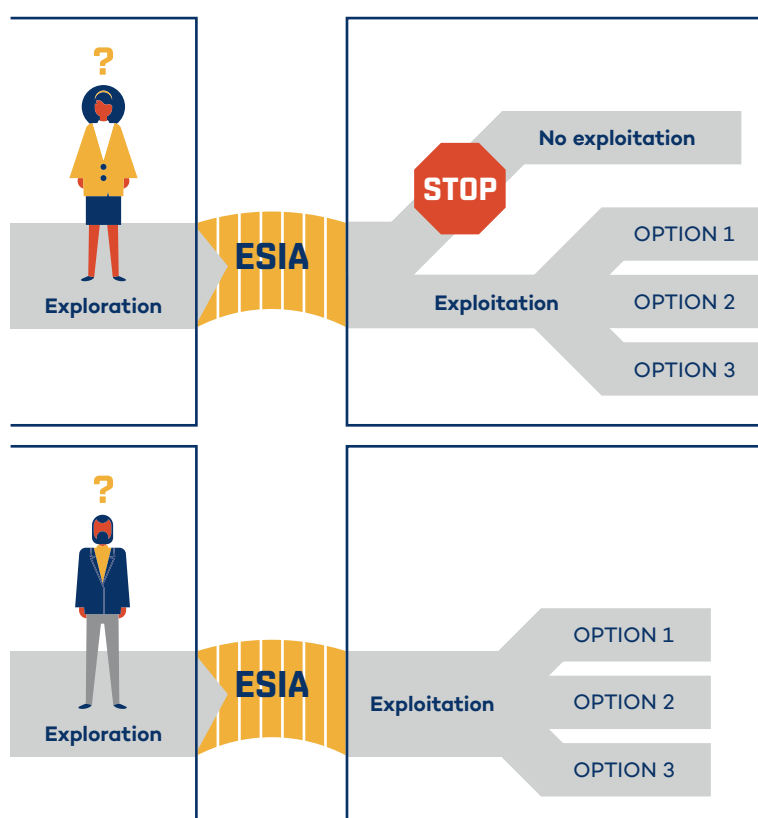 ?
No exploitation
STOP
OPTION 1
ESIA
Exploration
Exploitation
OPTION 2
OPTION 3
?
OPTION 1
ESIA
Exploration
Exploitation
OPTION 2
OPTION 3